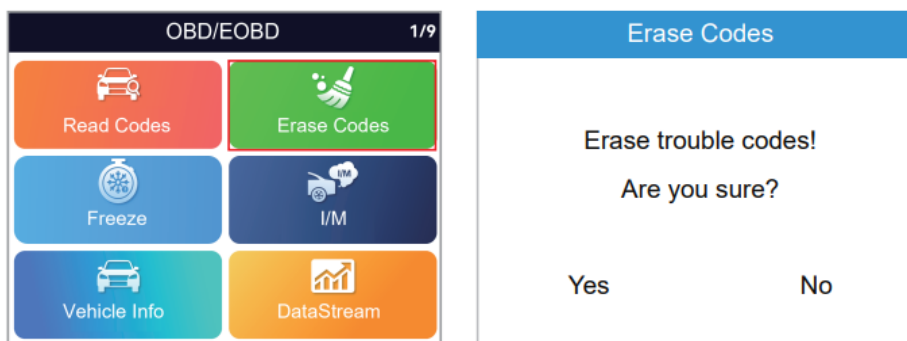 OBD/EOBD 1/9
Read Codes
Erase Codes
Freeze
I/M
I/M
Vehicle Info
DataStream
Erase Codes
Erase trouble codes!
Are you sure?
Yes No